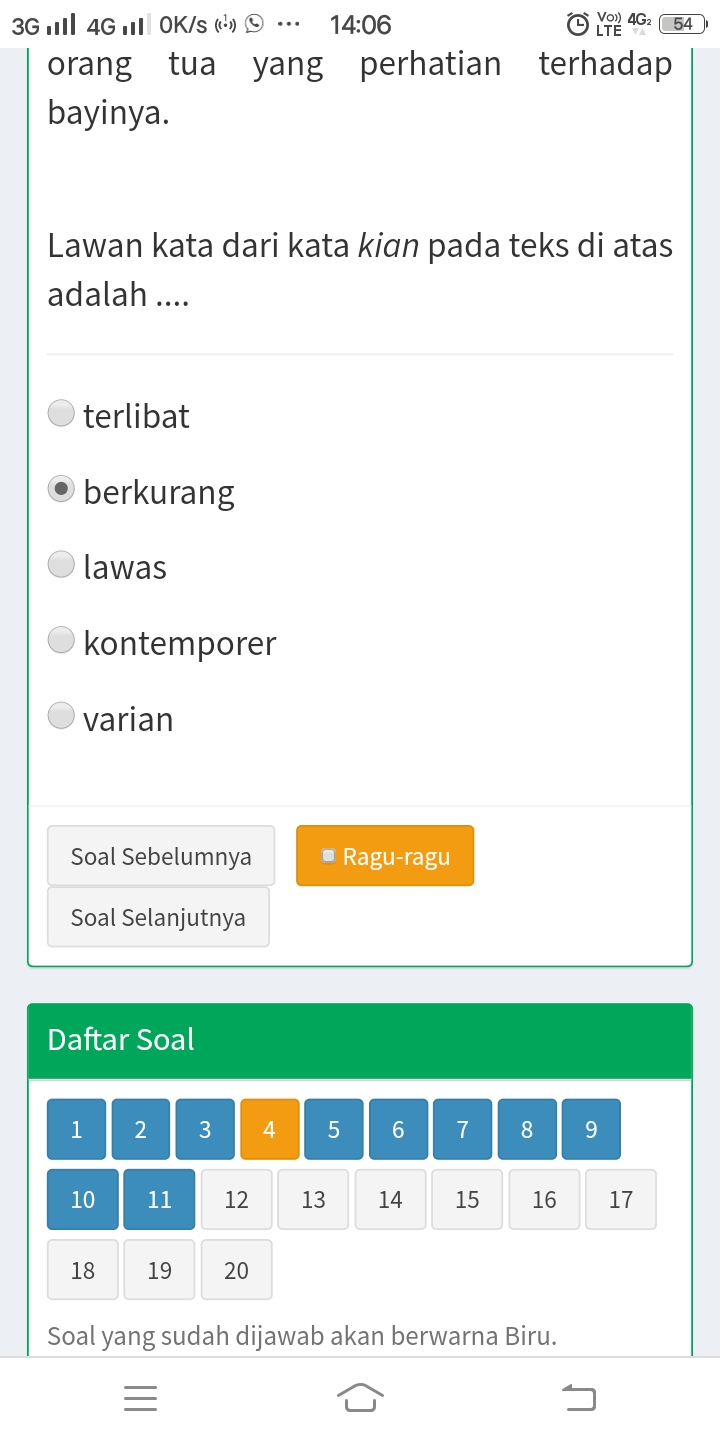 3G 4G 0K/s ... 14:06 Vo)) LTE 4G2 54
orang tua yang perhatian terhadap
bayinya.
Lawan kata dari kata kian pada teks di atas
adalah ....
terlibat
berkurang
lawas
kontemporer
varian
Soal Sebelumnya Ragu-ragu
Soal Selanjutnya
Daftar Soal
1 2 3 4 5 6 7 8 9
10 11 12 13 14 15 16 17
18 19 20
Soal yang sudah dijawab akan berwarna Biru.